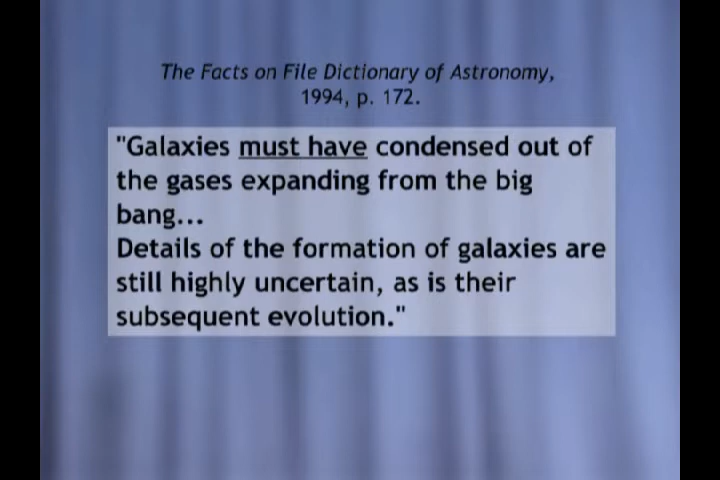 The Facts on File Dictionary of Astronomy,
1994, p. 172.
"Galaxies must have condensed out of
the gases expanding from the big
bang...
Details of the formation of galaxies are
still highly uncertain, as is their
subsequent evolution."